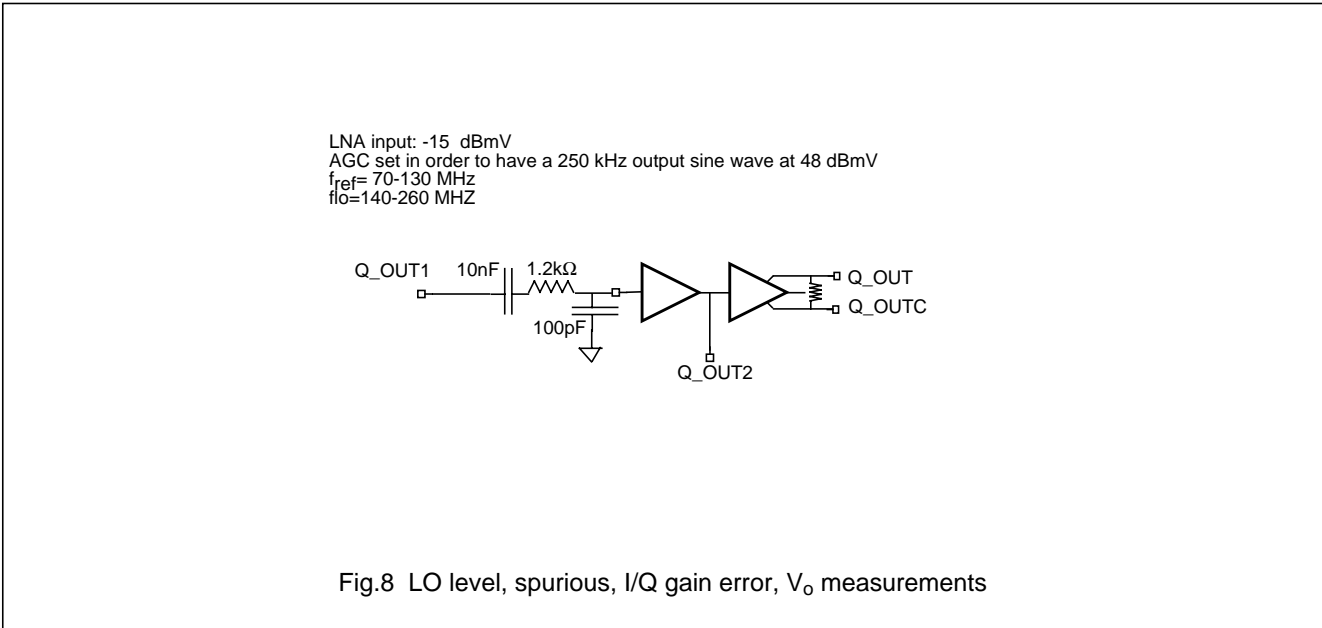 LNA input: -15 dBmV
AGC set in order to have a 250 kHz output sine wave at 48 dBmV
fref= 70-130 MHz
flo=140-260 MHZ
Q_OUT1
10nF
1.2kΩ
100pF
Q_OUT2
Q_OUT
Q_OUTC
Fig.8 LO level, spurious, I/Q gain error, Vo measurements